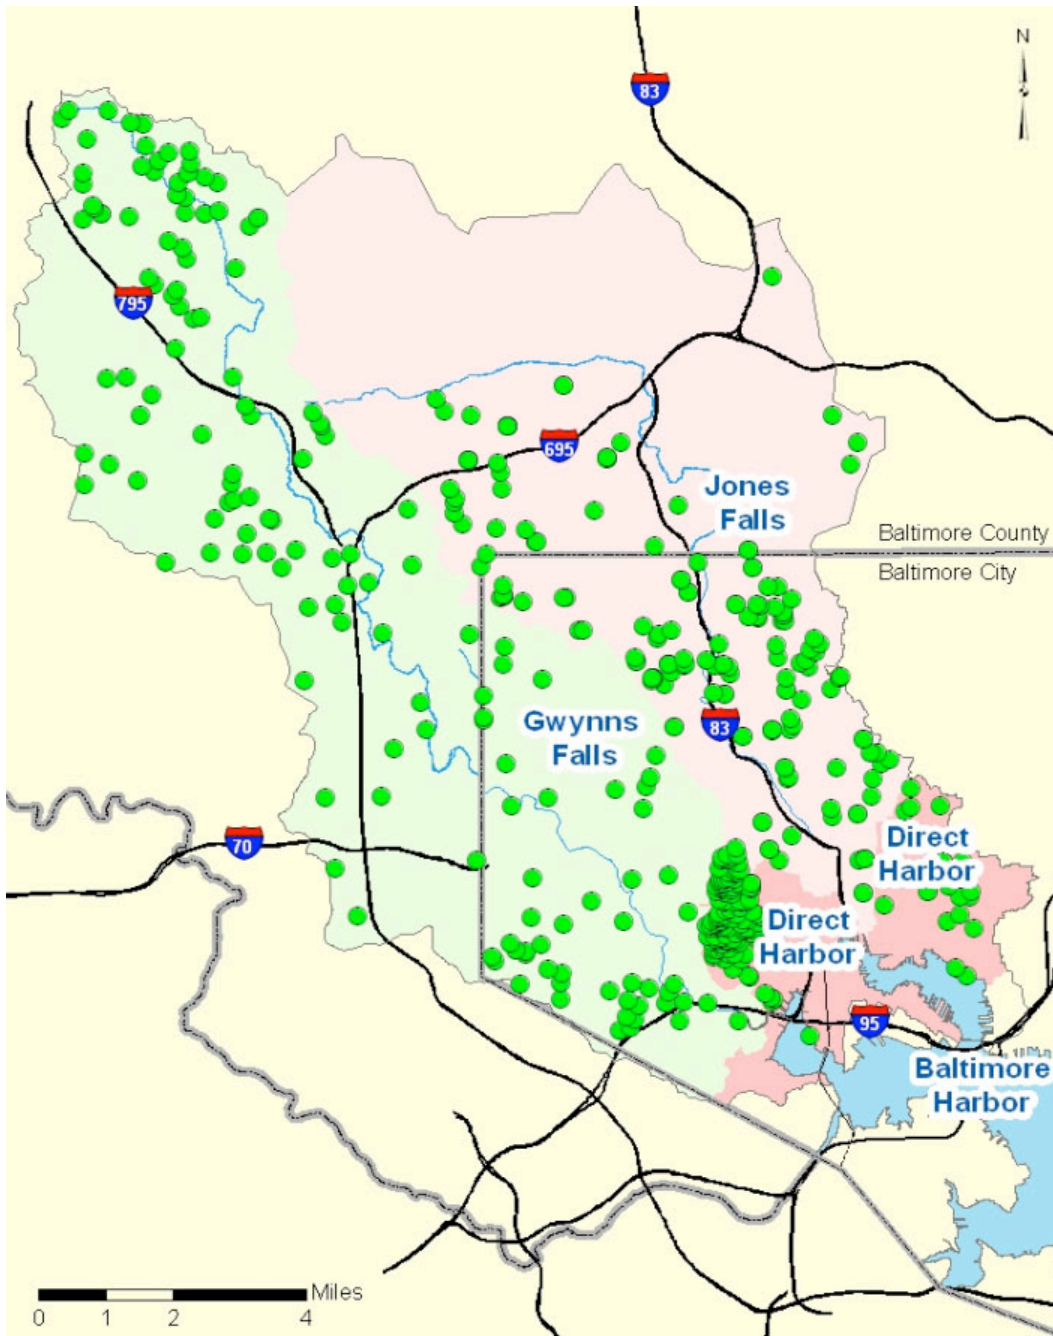 N
83
795
695
Jones
Falls
Baltimore County
Baltimore City
Gwynns
Falls
83
70
Direct
Harbor
Direct
Harbor
95
Baltimore
Harbor
Miles
0 1 2 4